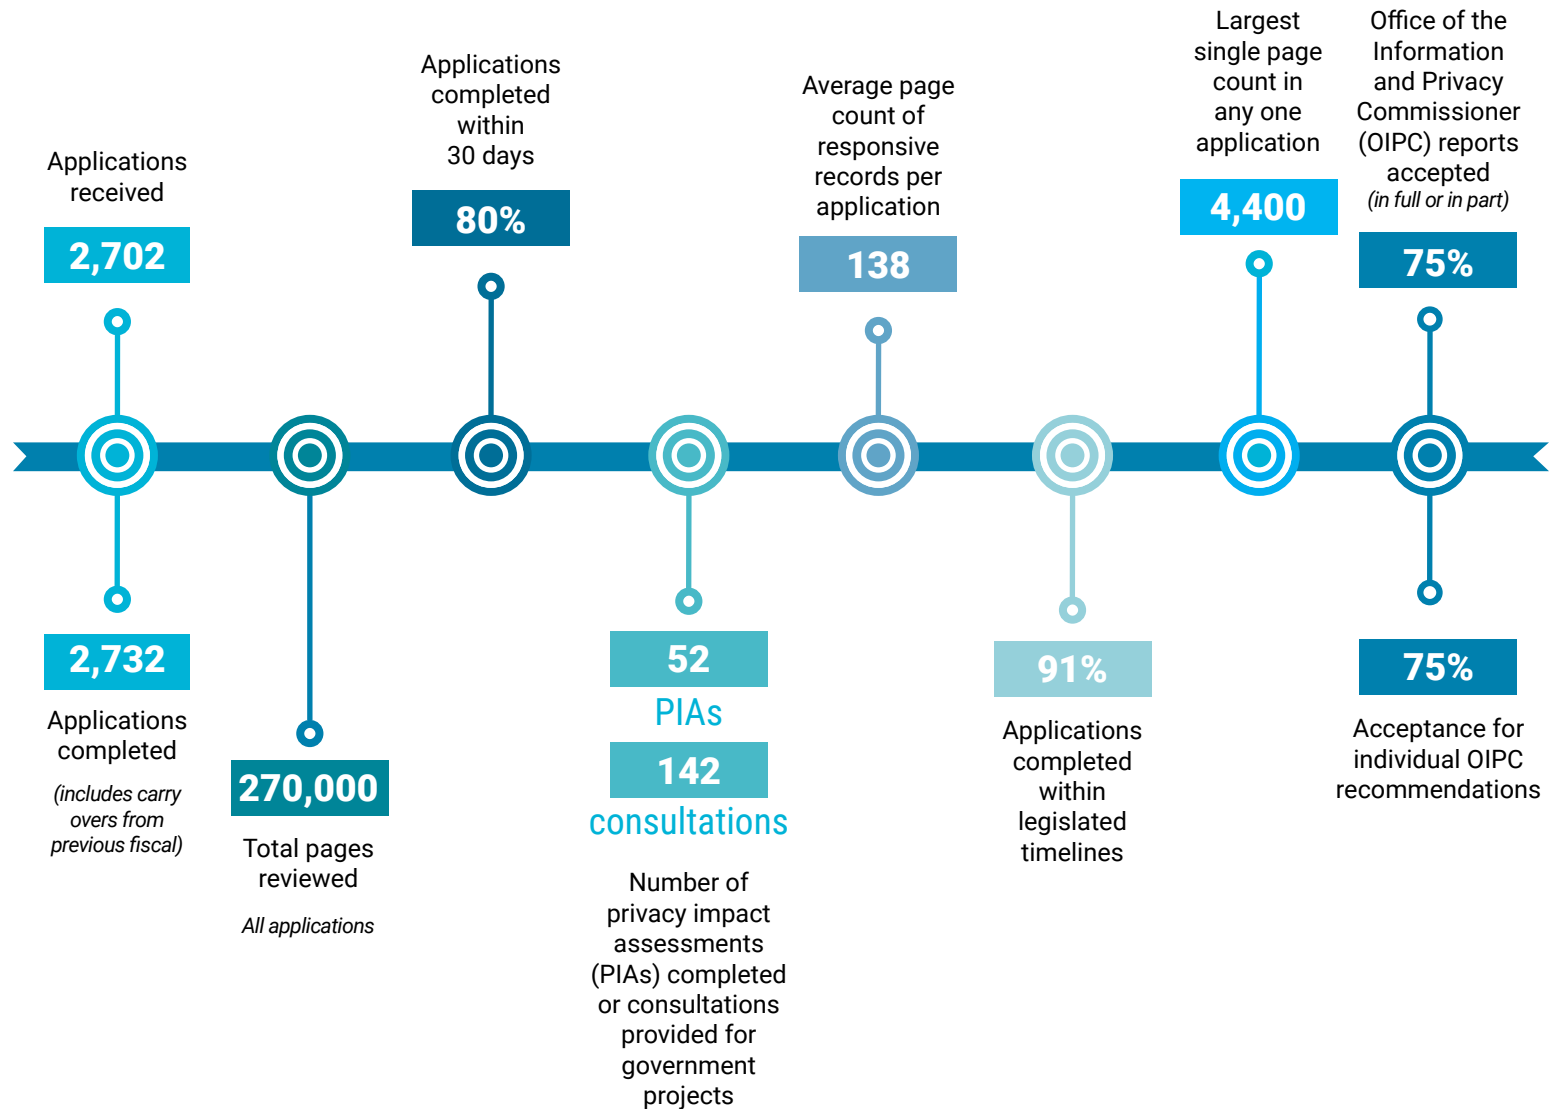 Applications
received
2,702
2,732
Applications
completed
(includes carry
overs from
previous fiscal)
270,000
Total pages
reviewed
All applications
Applications
completed
within
30 days
80%
52
PIAs
142
consultations
Number of
privacy impact
assessments
(PIAs) completed
or consultations
provided for
government
projects
Average page
count of
responsive
records per
application
138
91%
Applications
completed
within
legislated
timelines
Largest
single page
count in
any one
application
4,400
Office of the
Information
and Privacy
Commissioner
(OIPC) reports
accepted
(in full or in part)
75%
75%
Acceptance for
individual OIPC
recommendations